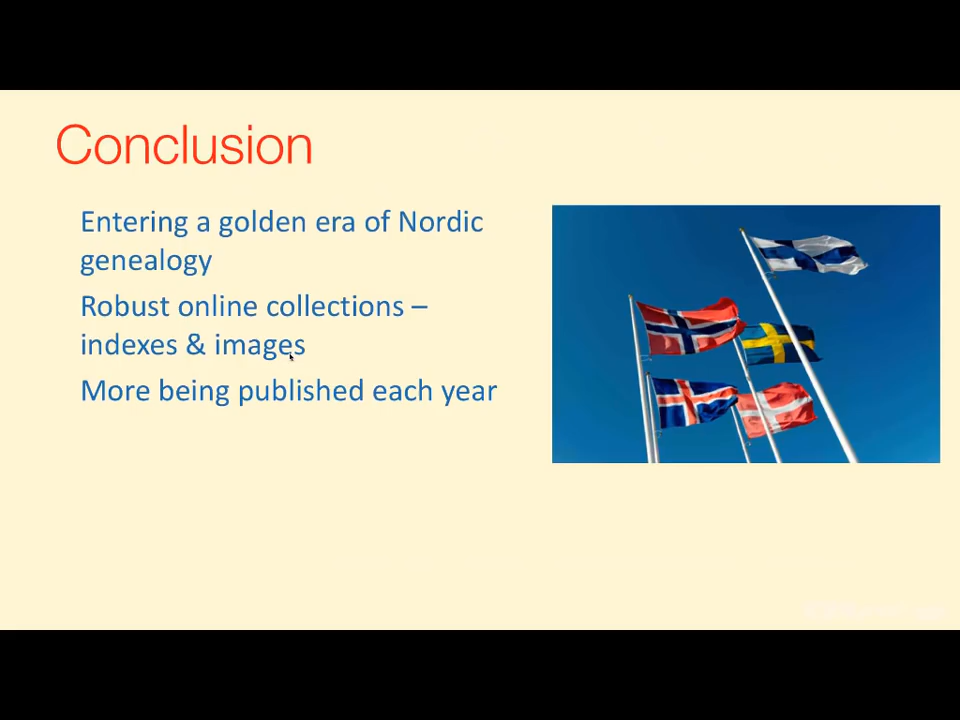 Conclusion
Entering a golden era of Nordic
genealogy
Robust online collections –
indexes & images
More being published each year